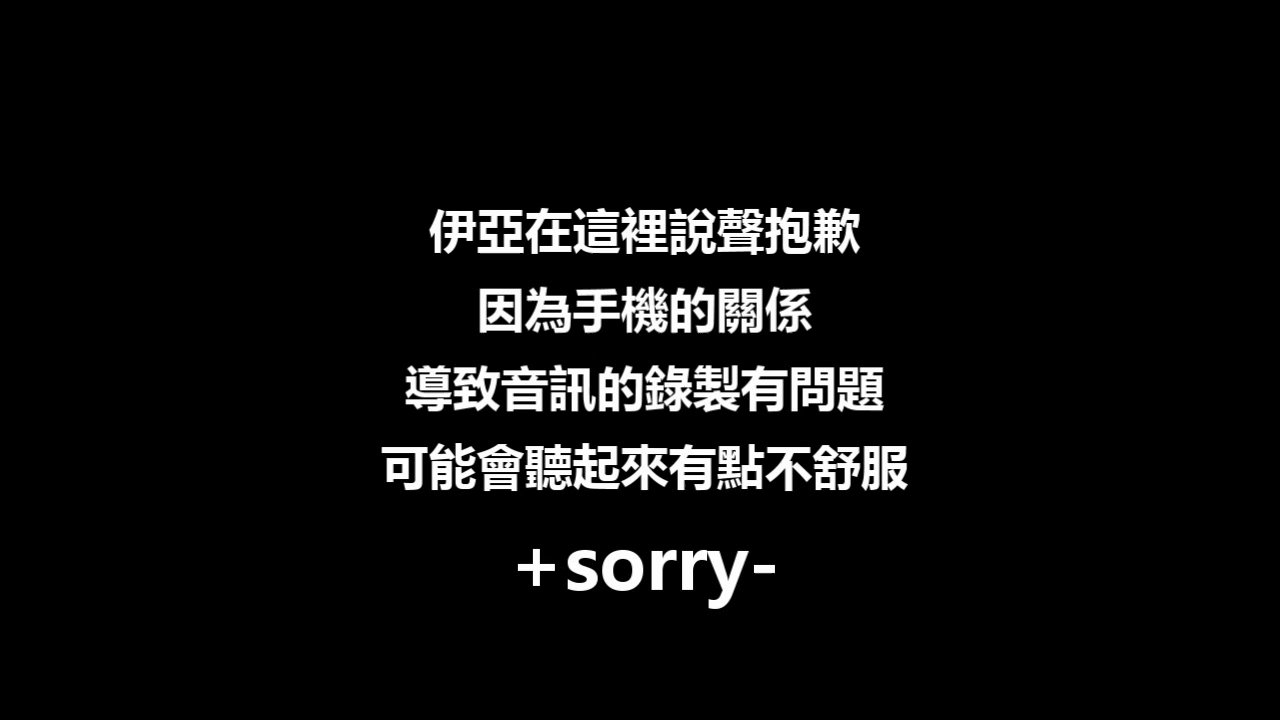 伊亞在這裡說聲抱歉
因為手機的關係
導致音訊的錄製有問題
可能會聽起來有點不舒服
+sorry-